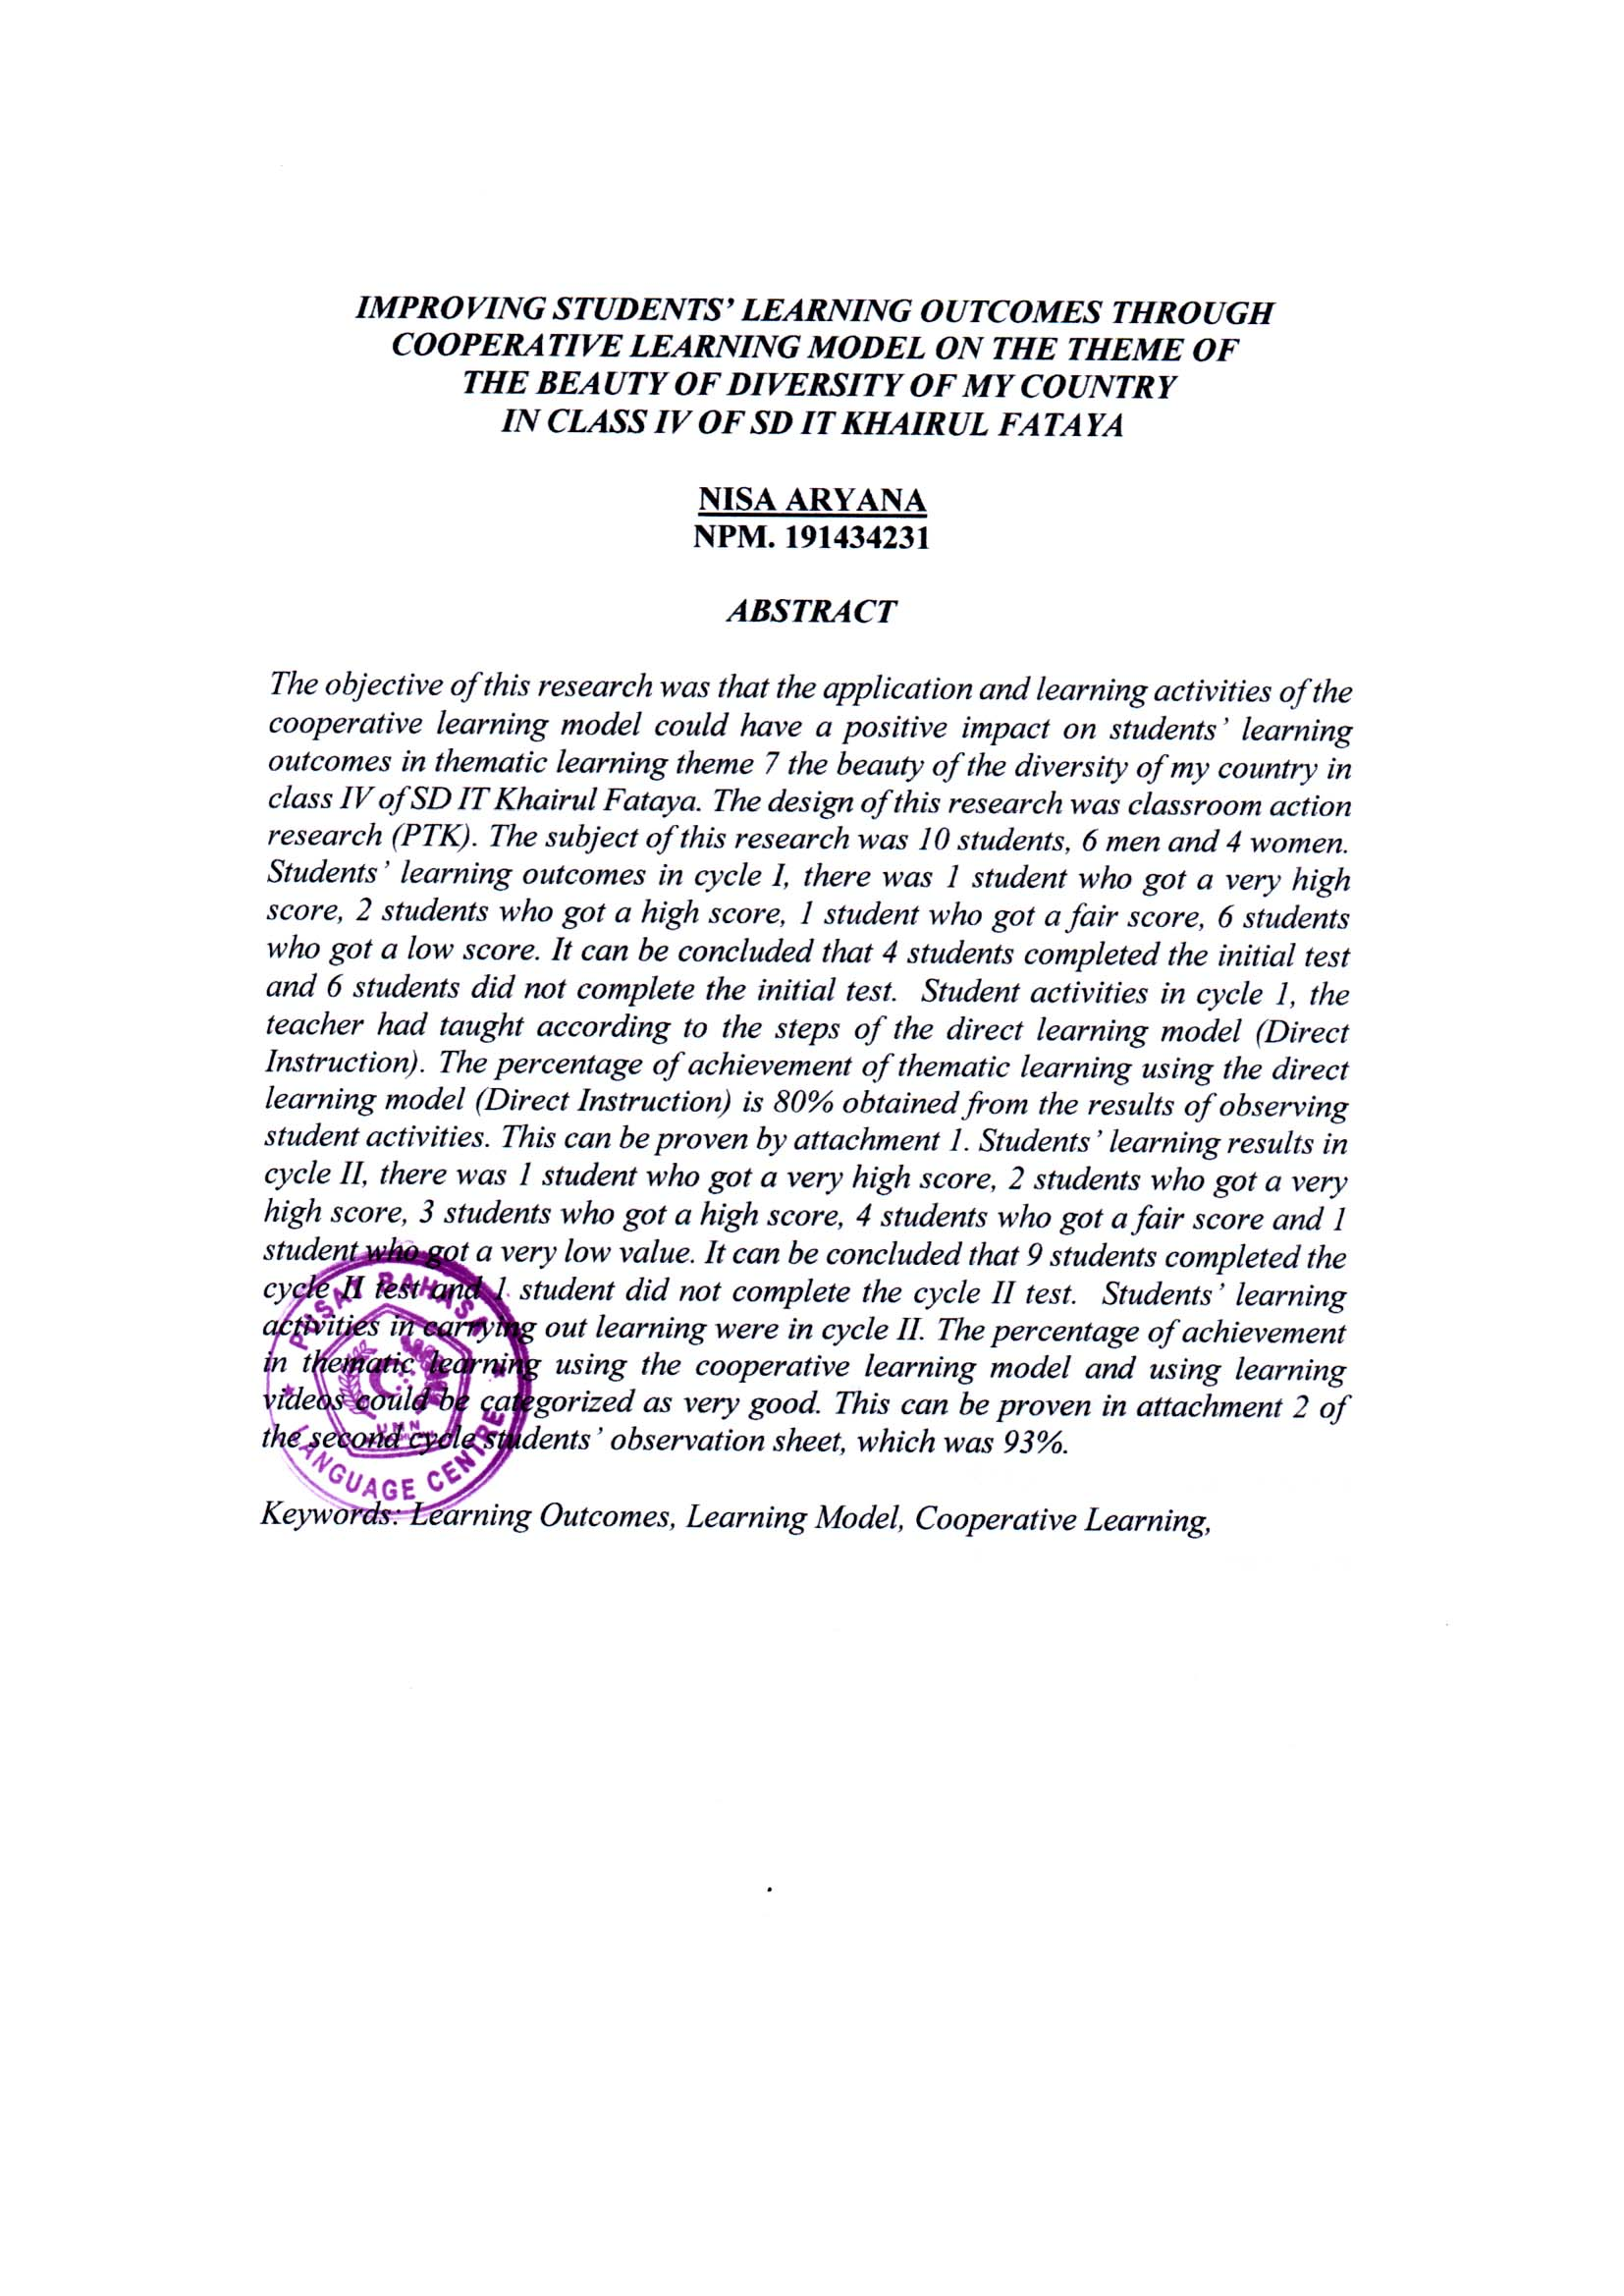 IMPROVING STUDENTS' LEARNING OUTCOMES THROUGH
COOPERATIVE LEARNING MODEL ON THE THEME OF
THE BEAUTY OF DIVERSITY OF MY COUNTRY
IN CLASS IV OF SD IT KHAIRUL FATAYA
NISA ARYANA
NPM. 191434231
ABSTRACT
The objective of this research was that the application and learning activities of the
cooperative learning model could have a positive impact on students' learning
outcomes in thematic learning theme 7 the beauty of the diversity of my country in
class IV of SD IT Khairul Fataya. The design of this research was classroom action
research (PTK). The subject of this research was 10 students, 6 men and 4 women.
Students' learning outcomes in cycle I, there was 1 student who got a very high
score, 2 students who got a high score, 1 student who got a fair score, 6 students
who got a low score. It can be concluded that 4 students completed the initial test
and 6 students did not complete the initial test. Student activities in cycle 1, the
teacher had taught according to the steps of the direct learning model (Direct
Instruction). The percentage of achievement of thematic learning using the direct
learning model (Direct Instruction) is 80% obtained from the results of observing
student activities. This can be proven by attachment 1. Students' learning results in
cycle II, there was 1 student who got a very high score, 2 students who got a very
high score, 3 students who got a high score, 4 students who got a fair score and 1
student who got a very low value. It can be concluded that 9 students completed the
cycle II test and 1 student did not complete the cycle II test. Students' learning
activities in carrying out learning were in cycle II. The percentage of achievement
in thematic learning using the cooperative learning model and using learning
videos could be categorized as very good. This can be proven in attachment 2 of
the second cycle students' observation sheet, which was 93%.
Keywords: Learning Outcomes, Learning Model, Cooperative Learning,
PUSAT BAHASA
UMN
LANGUAGE CENTRE